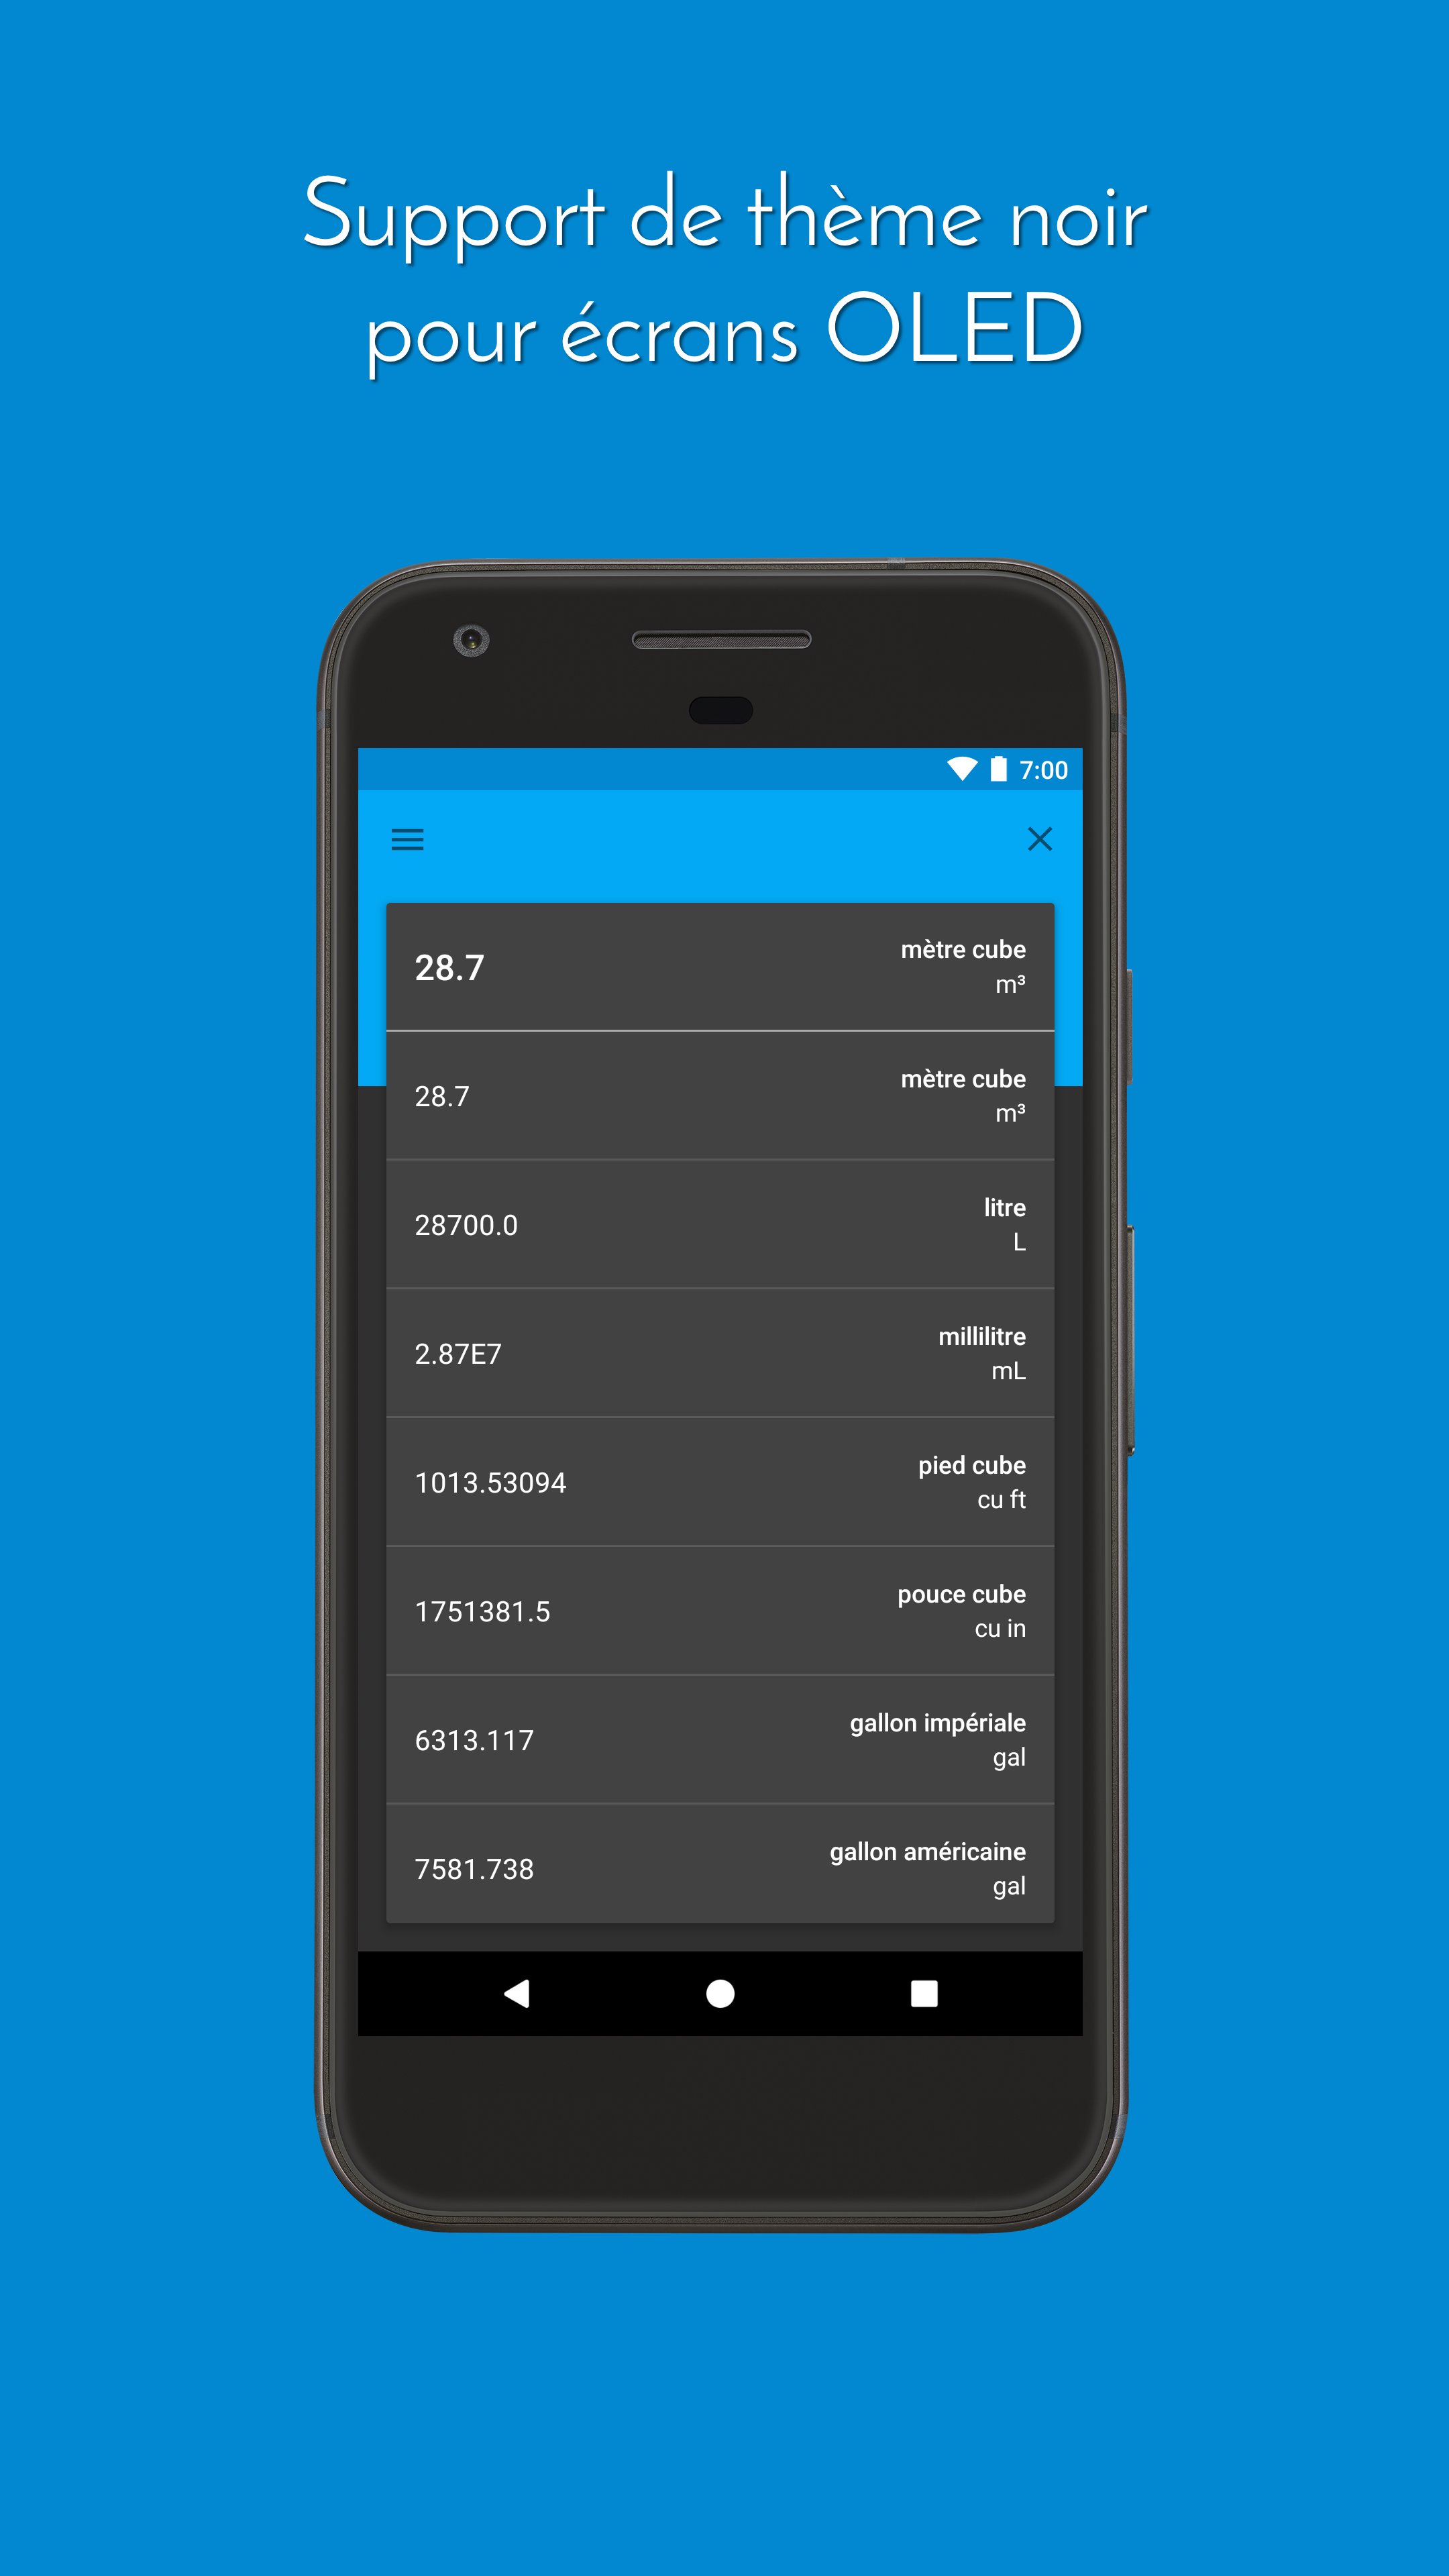 Support de thème noir
pour écrans OLED
7:00
28.7
mètre cube
m³
28.7
mètre cube
m³
28700.0
litre
L
2.87E7
millilitre
mL
1013.53094
pied cube
cu ft
1751381.5
pouce cube
cu in
6313.117
gallon impériale
gal
7581.738
gallon américaine
gal